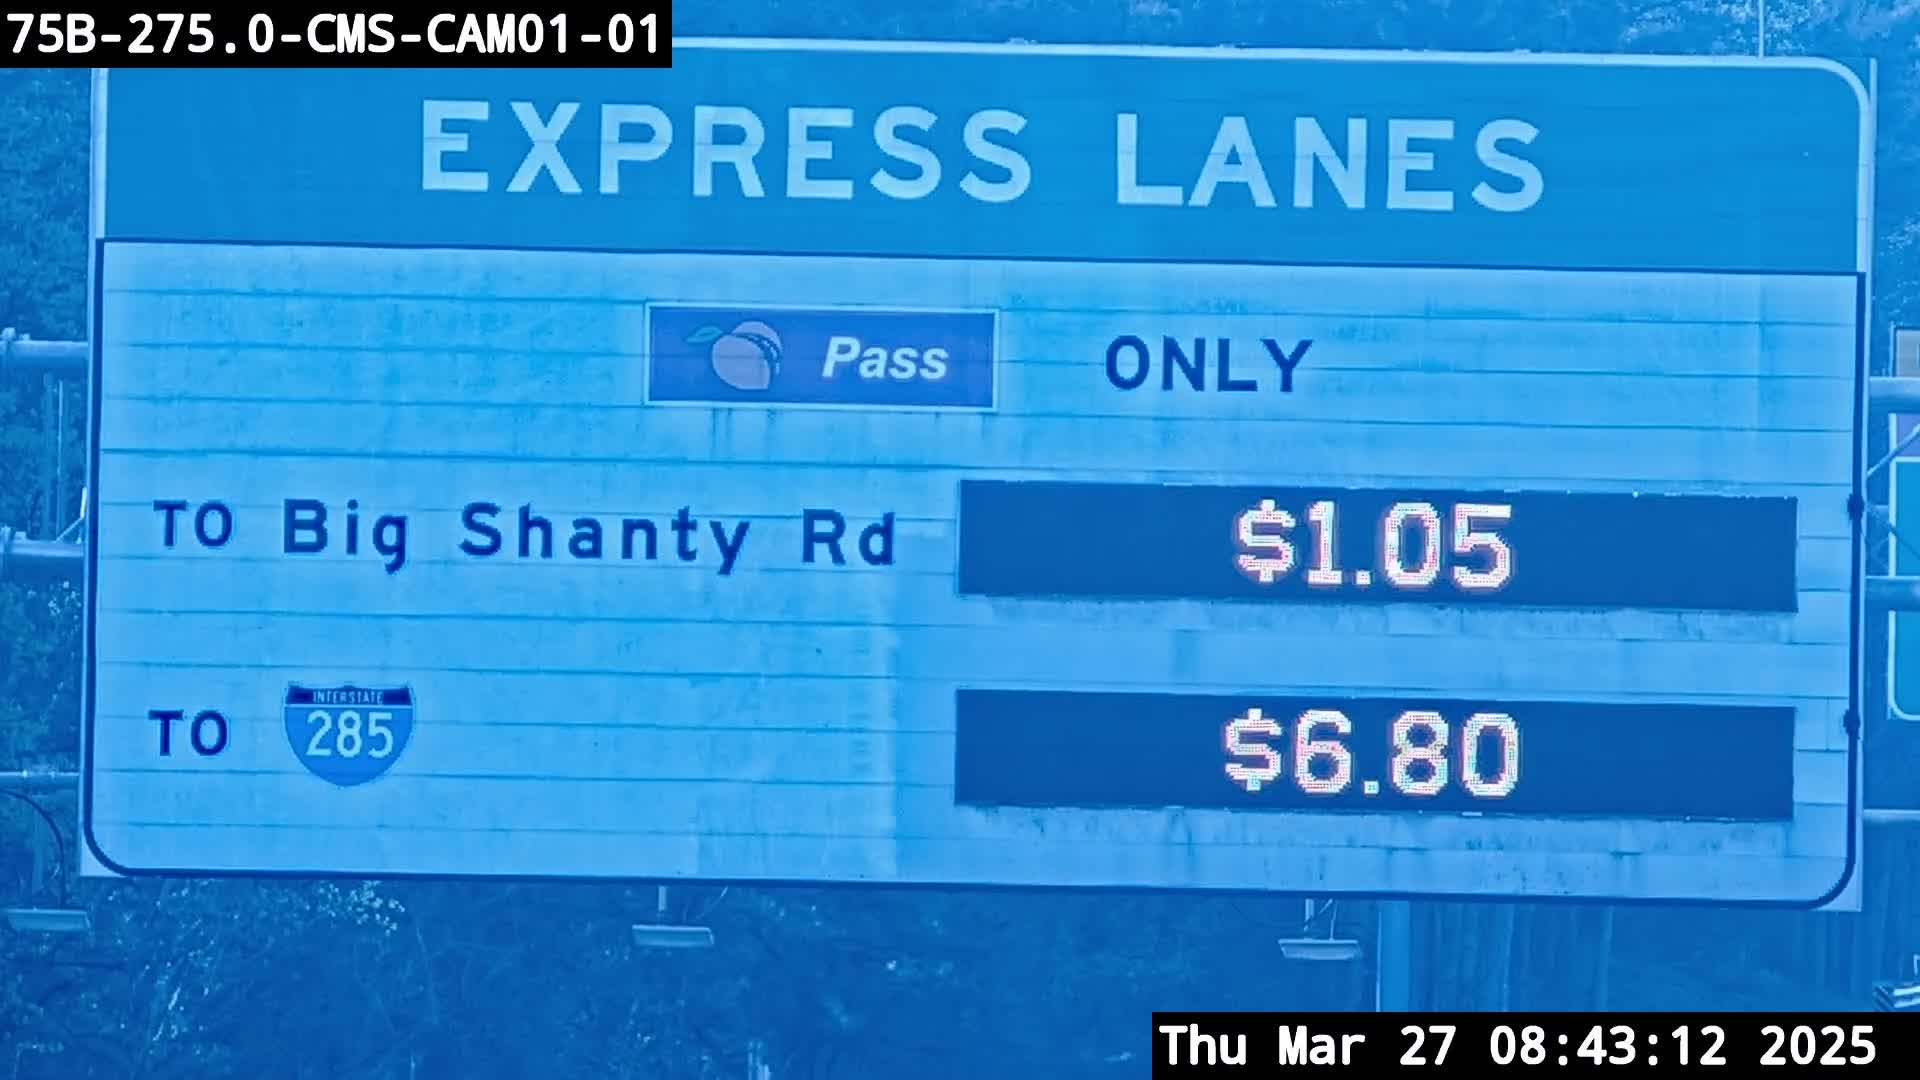 75B-275.0-CMS-CAM01-01
EXPRESS LANES
Pass ONLY
TO Big Shanty Rd $1.05
TO INTERSTATE 285 $6.80
Thu Mar 27 08:43:12 2025